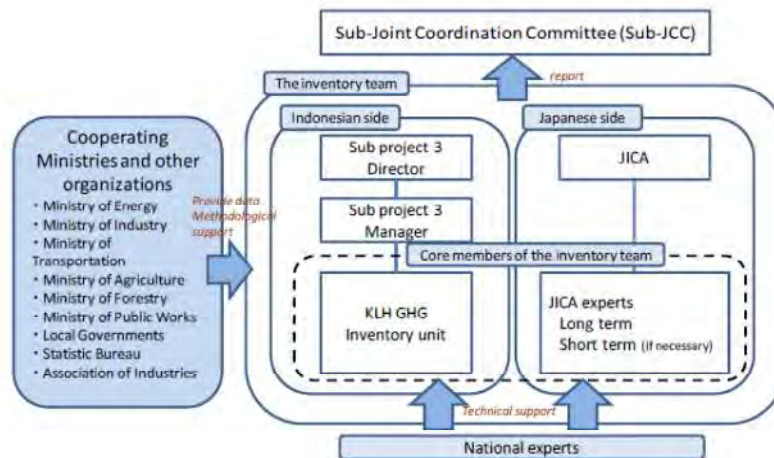 Sub-Joint Coordination Committee (Sub-JCC)
report
The inventory team
Indonesian side
Japanese side
Cooperating
Ministries and other
organizations
・Ministry of Energy
・Ministry of Industry
・Ministry of
Transportation
・Ministry of Agriculture
・Ministry of Forestry
・Ministry of Public Works
・Local Governments
・Statistic Bureau
・Association of Industries
Provide data
Methodological
support
Sub project 3
Director
Sub project 3
Manager
JICA
Core members of the inventory team
KLH GHG
Inventory unit
JICA experts
Long term
Short term (If necessary)
Technical support
National experts